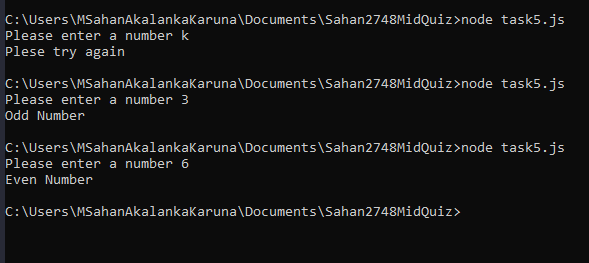 C:\Users\MSahanAkalankaKaruna\Documents\Sahan2748MidQuiz>node task5.js
Please enter a number k
Plese try again
C:\Users\MSahanAkalankaKaruna\Documents\Sahan2748MidQuiz>node task5.js
Please enter a number 3
Odd Number
C:\Users\MSahanAkalankaKaruna\Documents\Sahan2748MidQuiz>node task5.js
Please enter a number 6
Even Number
C:\Users\MSahanAkalankaKaruna\Documents\Sahan2748MidQuiz>